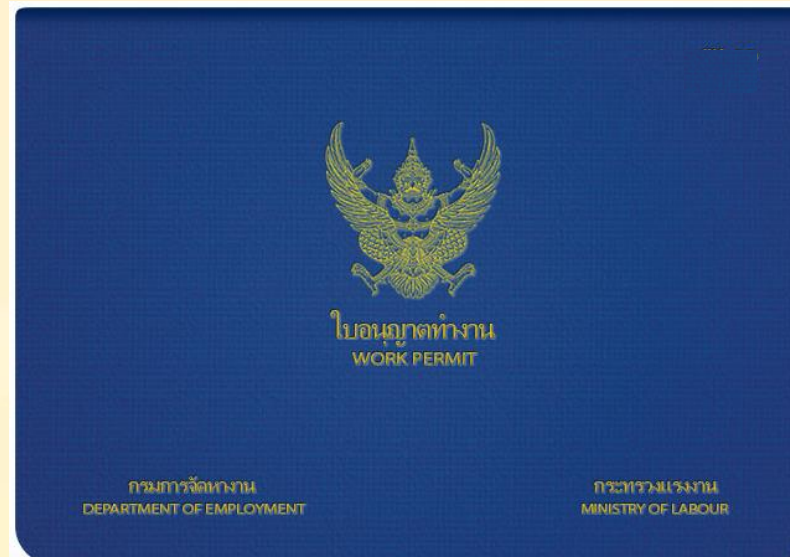 ใบอนุญาตทำงาน
WORK PERMIT
กรมการจัดหางาน
DEPARTMENT OF EMPLOYMENT
กระทรวงแรงงาน
MINISTRY OF LABOUR